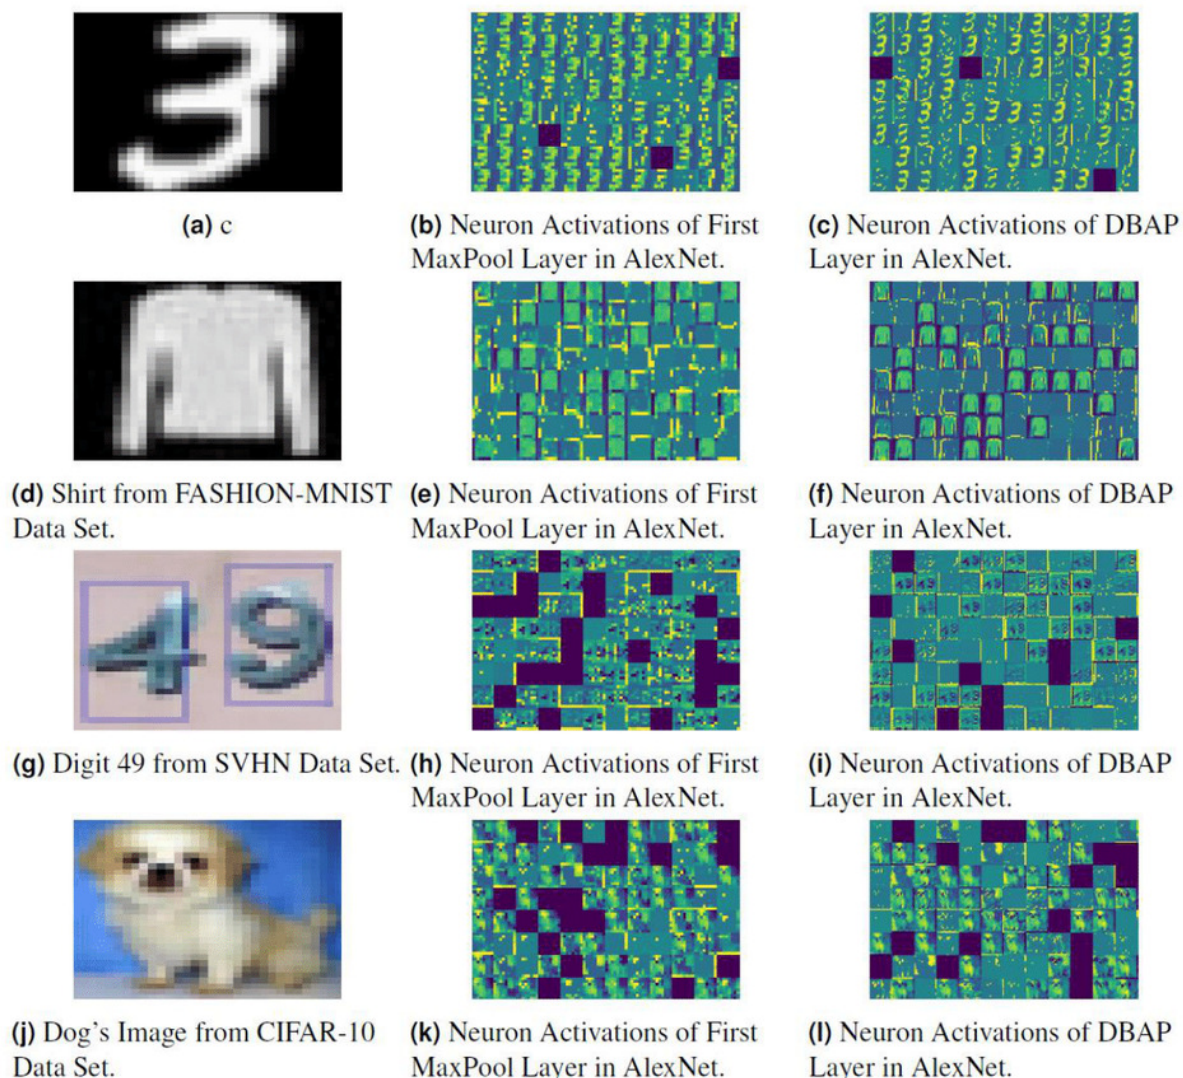 (a) c
(b) Neuron Activations of First
MaxPool Layer in AlexNet.
(c) Neuron Activations of DBAP
Layer in AlexNet.
(d) Shirt from FASHION-MNIST
Data Set.
(e) Neuron Activations of First
MaxPool Layer in AlexNet.
(f) Neuron Activations of DBAP
Layer in AlexNet.
49
(g) Digit 49 from SVHN Data Set.
(h) Neuron Activations of First
MaxPool Layer in AlexNet.
(i) Neuron Activations of DBAP
Layer in AlexNet.
(j) Dog's Image from CIFAR-10
Data Set.
(k) Neuron Activations of First
MaxPool Layer in AlexNet.
(l) Neuron Activations of DBAP
Layer in AlexNet.